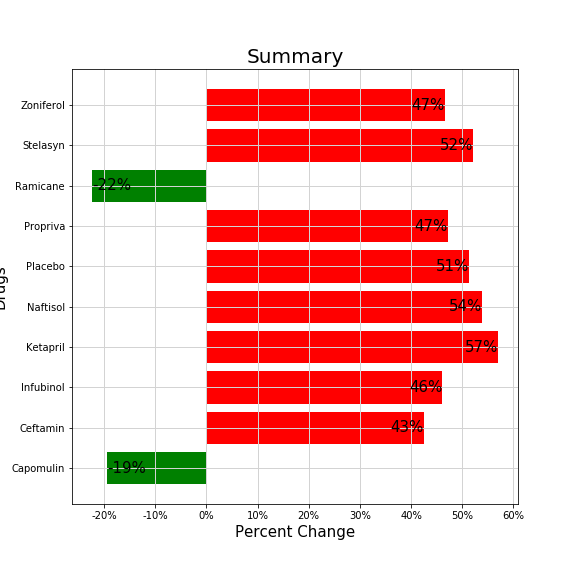 Summary
Zoniferol
47%
Stelasyn
52%
Ramicane
-22%
Propriva
47%
Placebo
51%
Naftisol
54%
Ketapril
57%
Infubinol
46%
Ceftamin
43%
Capomulin
-19%
Drugs
-20% -10% 0% 10% 20% 30% 40% 50% 60%
Percent Change